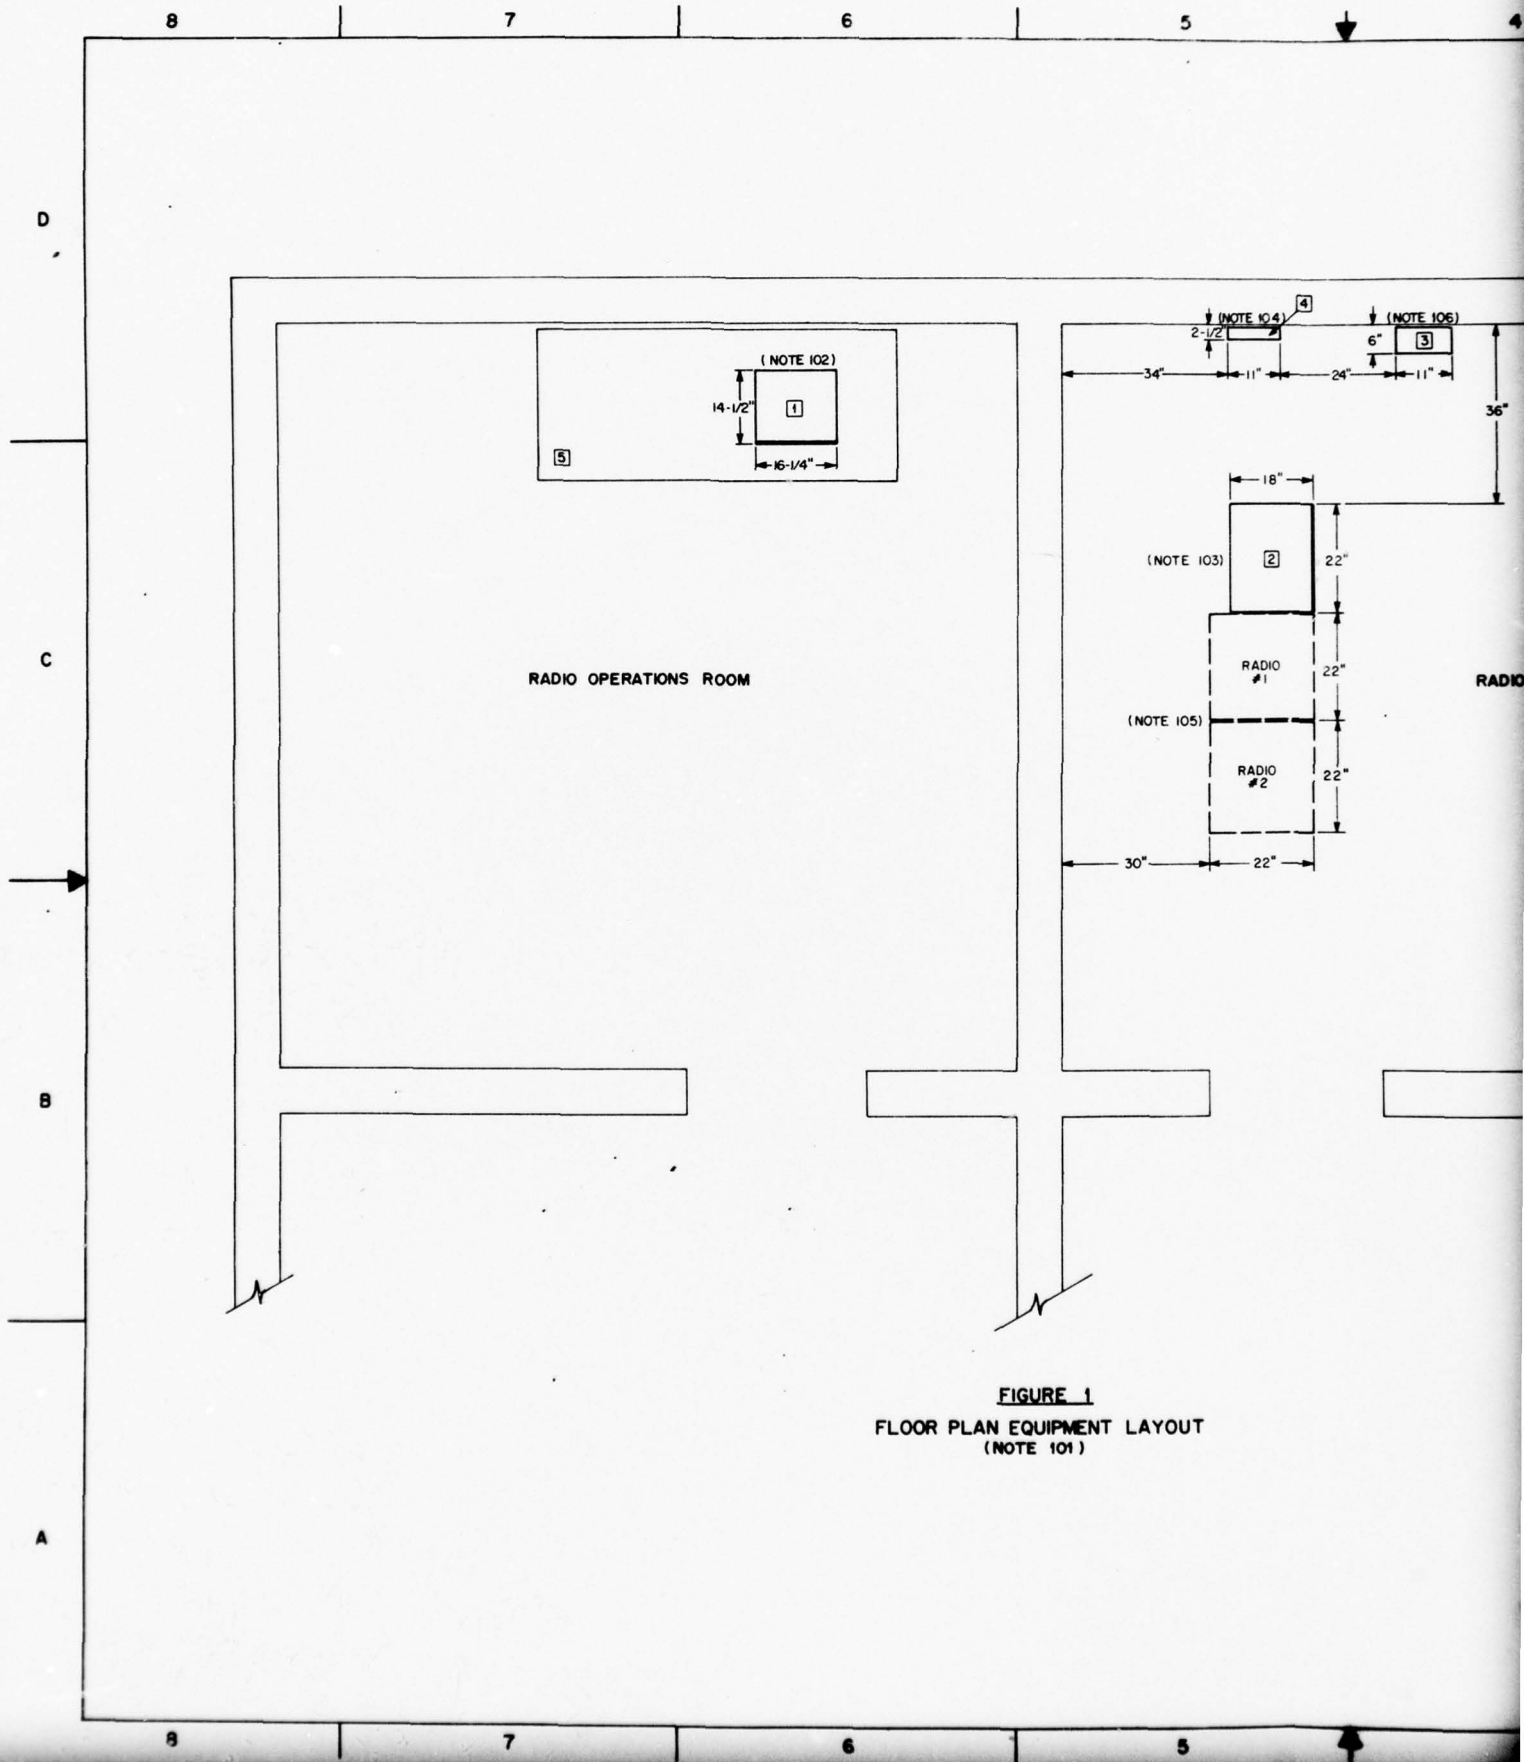 8 7 6 5 4
D
4
(NOTE 104) (NOTE 106)
2-1/2" 6" 3
34" 11" 24" 11"
(NOTE 102)
14-1/2" 1
36"
5
16-1/4"
18"
(NOTE 103) 2 22"
C
RADIO OPERATIONS ROOM
RADIO
#1
22"
RADIO
(NOTE 105)
RADIO
#2
22"
30" 22"
B
FIGURE 1
FLOOR PLAN EQUIPMENT LAYOUT
(NOTE 101)
A
8 7 6 5